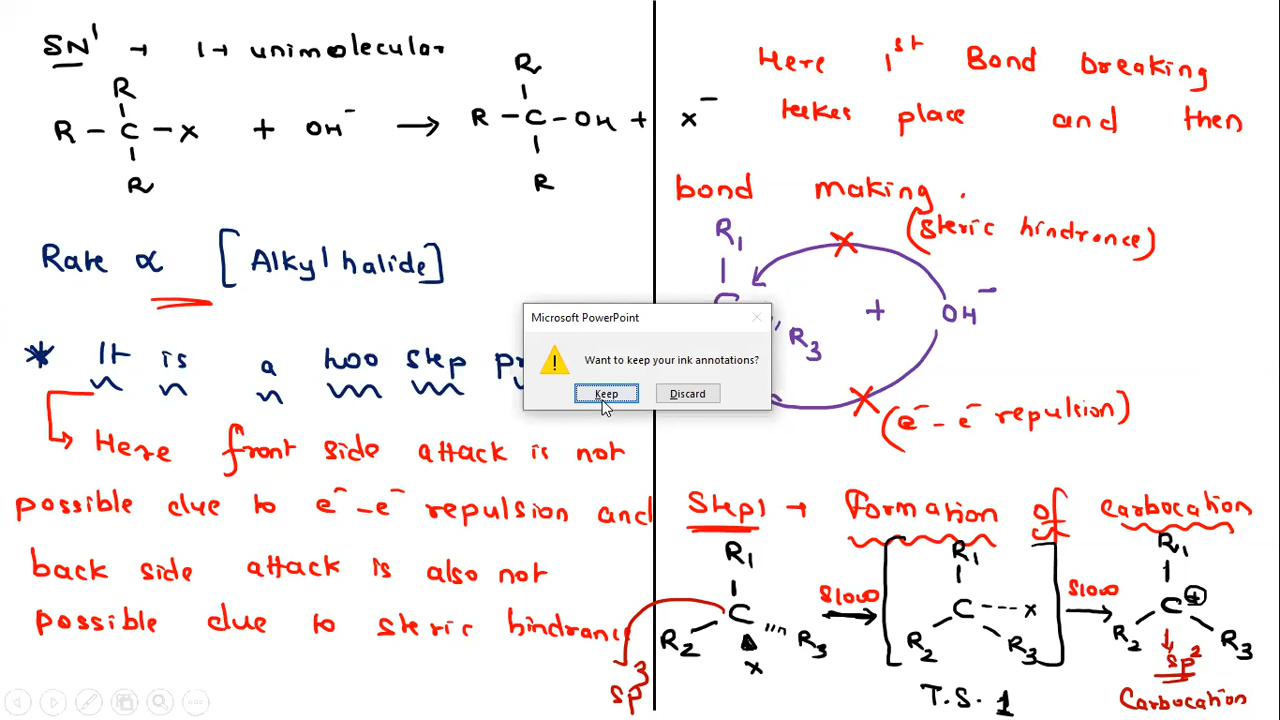 SN¹ → 1→ unimolecular
R
R – C – X + OH⁻ → R – C – OH + X⁻
R
R
R
Rate ∝ [Alkyl halide]
* It is a two step
Here front side attack is not
possible due to e⁻ – e⁻ repulsion and
back side attack is also not
possible due to steric hindrance
Here 1st Bond breaking
takes place and then
bond making .
(steric hindrance)
R₁
C
R₃ + OH⁻
(e⁻ – e⁻ repulsion)
Microsoft PowerPoint
Want to keep your ink annotations?
Keep Discard
Step1 → Formation of carbocation
R₁ R₁ R₁
C slow C --- x slow C +
R₂ R₃ R₂ R₃ R₂ R₃
x
sp³ sp²
T.S. 1 Carbocation